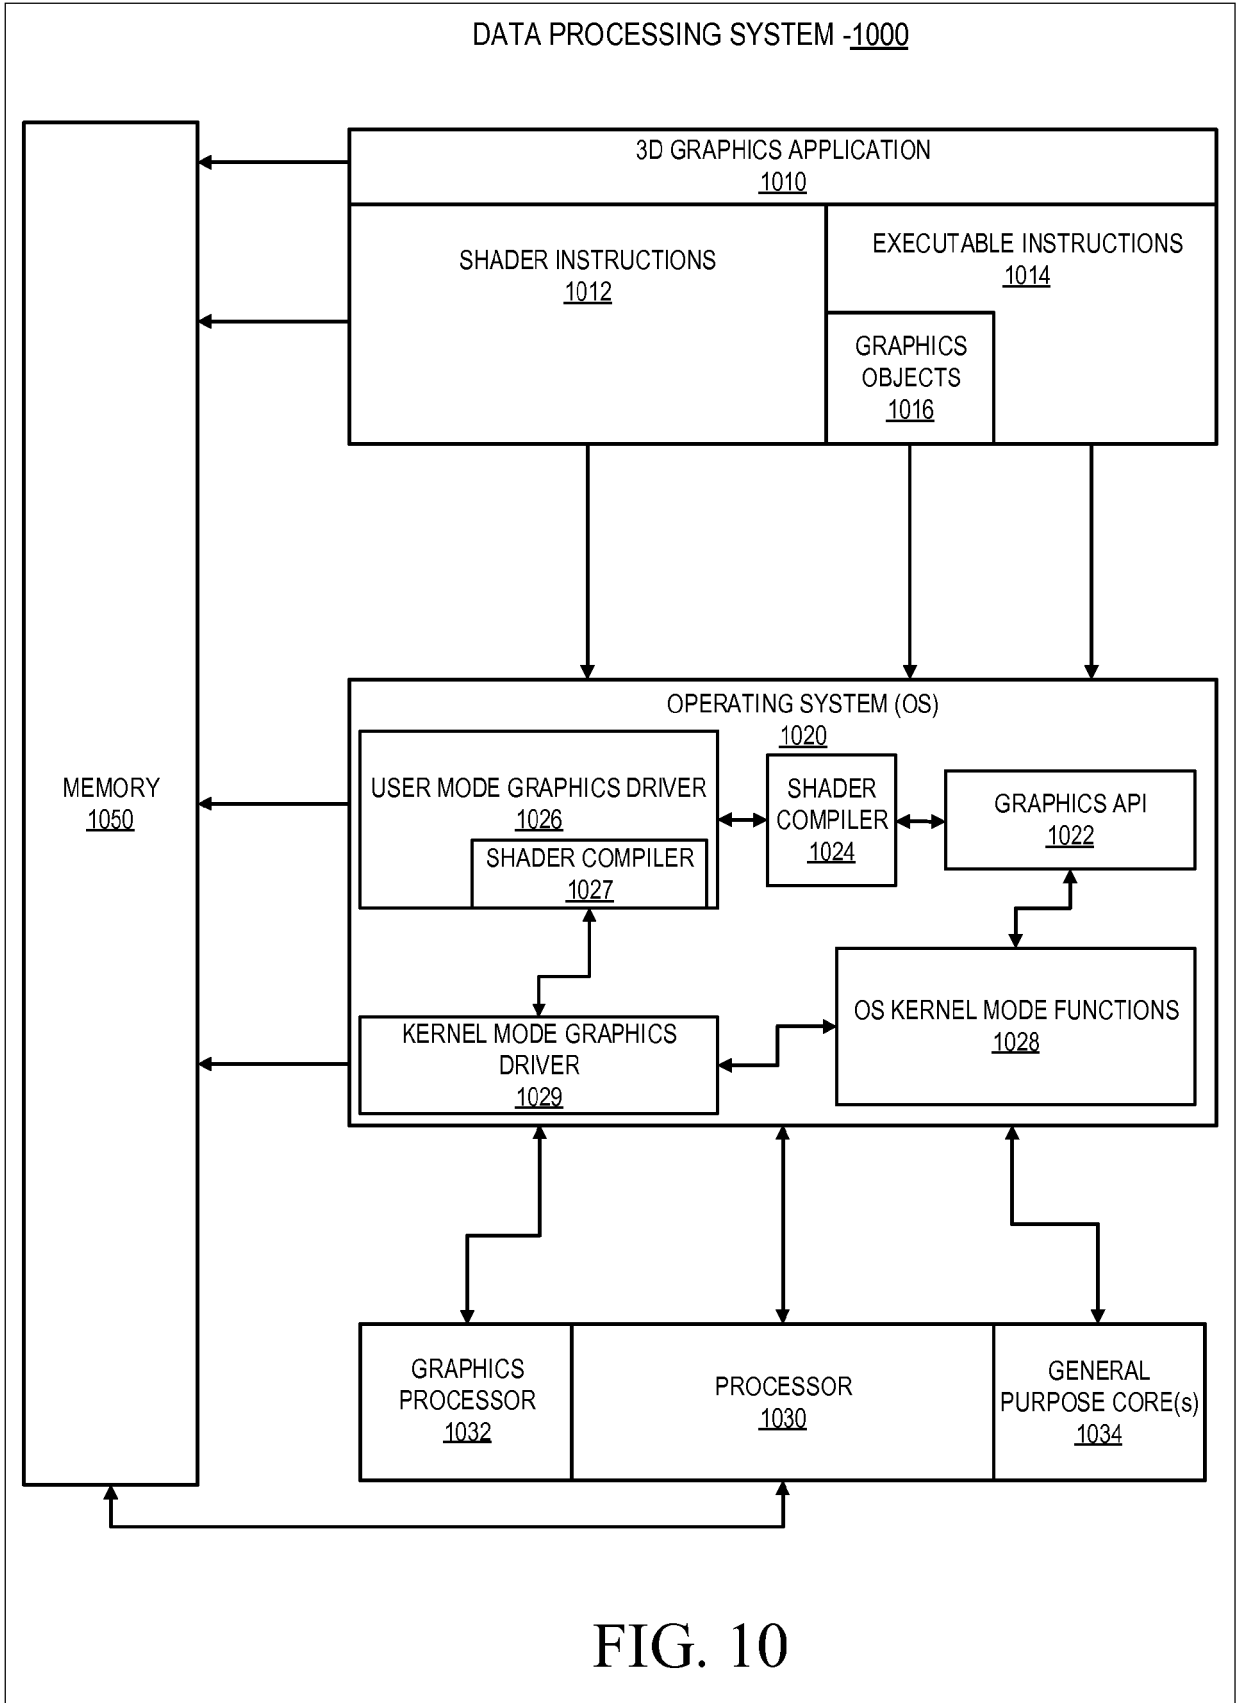 DATA PROCESSING SYSTEM -1000
3D GRAPHICS APPLICATION
1010
SHADER INSTRUCTIONS
1012
EXECUTABLE INSTRUCTIONS
1014
GRAPHICS
OBJECTS
1016
MEMORY
1050
OPERATING SYSTEM (OS)
1020
USER MODE GRAPHICS DRIVER
1026
SHADER COMPILER
1027
SHADER
COMPILER
1024
GRAPHICS API
1022
KERNEL MODE GRAPHICS
DRIVER
1029
OS KERNEL MODE FUNCTIONS
1028
GRAPHICS
PROCESSOR
1032
PROCESSOR
1030
GENERAL
PURPOSE CORE(s)
1034
FIG. 10